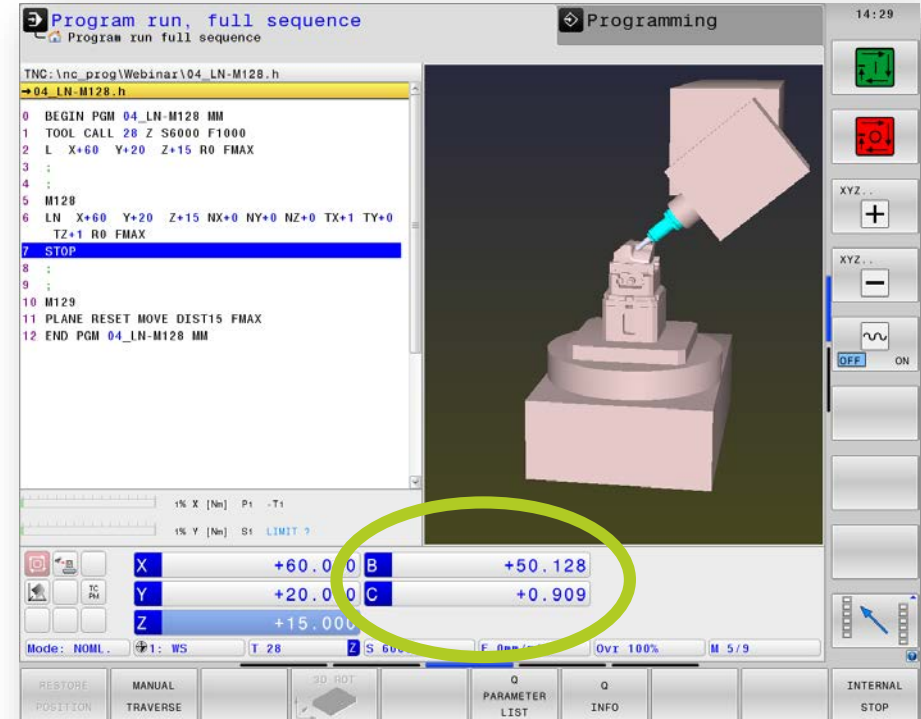 Program run, full sequence
Program run full sequence
Programming
14:29
TNC:\nc_prog\Webinar\04_LN-M128.h
→04_LN-M128.h
0 BEGIN PGM 04_LN-M128 MM
1 TOOL CALL 28 Z S6000 F1000
2 L X+60 Y+20 Z+15 R0 FMAX
3 ;
4 ;
5 M128
6 LN X+60 Y+20 Z+15 NX+0 NY+0 NZ+0 TX+1 TY+0
TZ+1 R0 FMAX
7 STOP
8 ;
9 ;
10 M129
11 PLANE RESET MOVE DIST15 FMAX
12 END PGM 04_LN-M128 MM
XYZ..
+
XYZ..
−
OFF ON
1% X [Nm] P1 -T1
1% Y [Nm] S1 LIMIT ?
X B +50.128
TC
PM
Y C +0.909
Z +15.000
Mode: NOML. 1: WS T 28 Z Ovr 100% M 5/9
RESTORE
POSITION
MANUAL
TRAVERSE
3D ROT
Q
PARAMETER
LIST
Q
INFO
INTERNAL
STOP